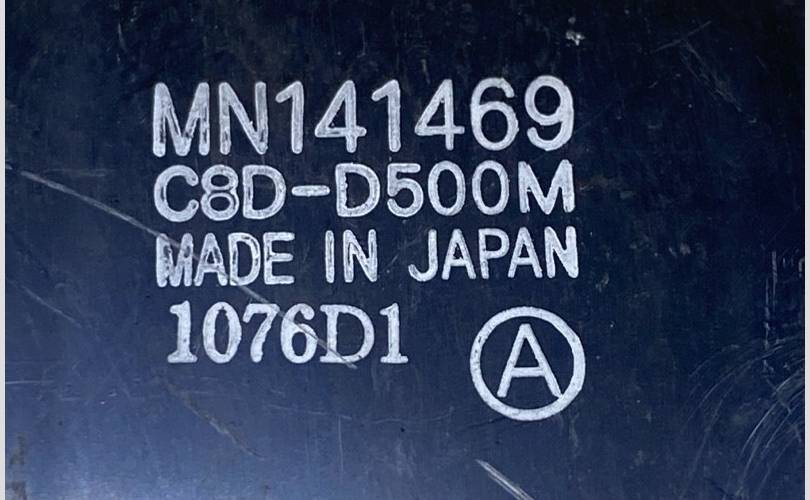 MN141469
C8D-D500M
MADE IN JAPAN
1076D1
A